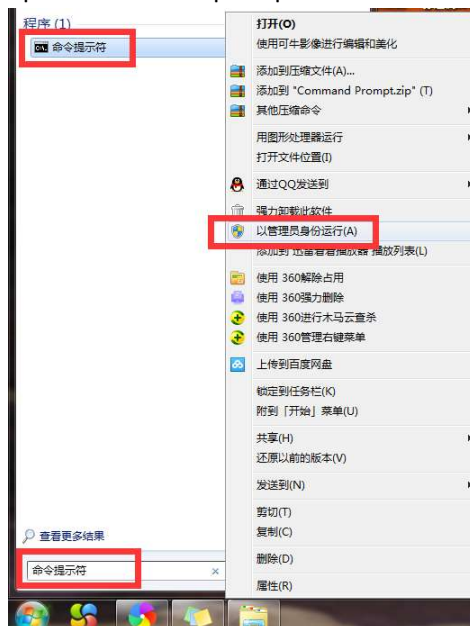 程序 (1)
命令提示符
查看更多结果
命令提示符
打开(O)
使用可牛影像进行编辑和美化
添加到压缩文件(A)...
添加到 "Command Prompt.zip" (T)
其他压缩命令
用图形处理器运行
打开文件位置(I)
通过QQ发送到
强力卸载此软件
以管理员身份运行(A)
添加到 迅雷看看播放器 播放列表(L)
使用 360解除占用
使用 360强力删除
使用 360进行木马云查杀
使用 360管理右键菜单
上传到百度网盘
锁定到任务栏(K)
附到「开始」菜单(U)
共享(H)
还原以前的版本(V)
发送到(N)
剪切(T)
复制(C)
删除(D)
属性(R)